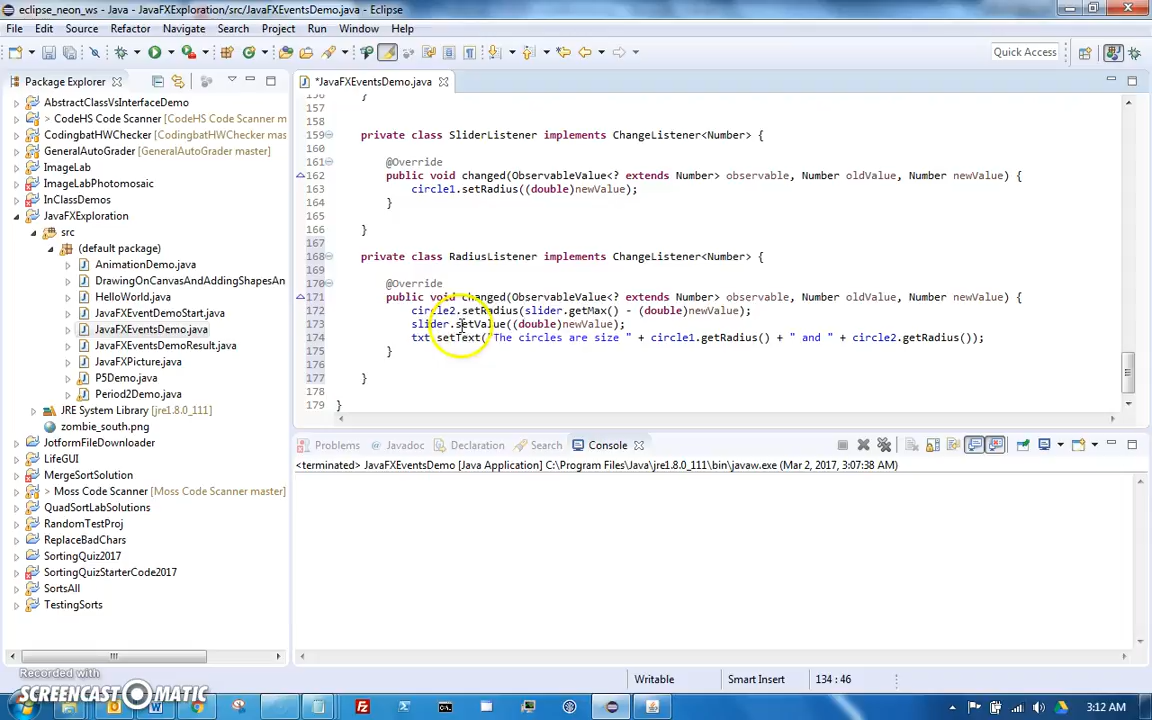 eclipse_neon_ws - Java - JavaFXExploration/src/JavaFXEventsDemo.java - Eclipse
File Edit Source Refactor Navigate Search Project Run Window Help
Quick Access
Package Explorer
*JavaFXEventsDemo.java
AbstractClassVsInterfaceDemo
> CodeHS Code Scanner [CodeHS Code Scanner m
CodingbatHWChecker [CodingbatHWChecker mas
GeneralAutoGrader [GeneralAutoGrader master]
ImageLab
ImageLabPhotomosaic
InClassDemos
JavaFXExploration
src
(default package)
AnimationDemo.java
DrawingOnCanvasAndAddingShapesAn
HelloWorld.java
JavaFXEventDemoStart.java
JavaFXEventsDemo.java
JavaFXEventsDemoResult.java
JavaFXPicture.java
P5Demo.java
Period2Demo.java
JRE System Library [jre1.8.0_111]
zombie_south.png
JotformFileDownloader
LifeGUI
MergeSortSolution
> Moss Code Scanner [Moss Code Scanner master]
QuadSortLabSolutions
RandomTestProj
ReplaceBadChars
SortingQuiz2017
SortingQuizStarterCode2017
SortsAll
TestingSorts
156 }
157
158
159 private class SliderListener implements ChangeListener<Number> {
160
161 @Override
162 public void changed(ObservableValue<? extends Number> observable, Number oldValue, Number newValue) {
163 circle1.setRadius((double)newValue);
164 }
165
166 }
167
168 private class RadiusListener implements ChangeListener<Number> {
169
170 @Override
171 public void changed(ObservableValue<? extends Number> observable, Number oldValue, Number newValue) {
172 circle2.setRadius(slider.getMax() - (double)newValue);
173 slider.setValue((double)newValue);
174 txt.setText("The circles are size " + circle1.getRadius() + " and " + circle2.getRadius());
175 }
176
177 }
178
179 }
Problems Javadoc Declaration Search Console
<terminated> JavaFXEventsDemo [Java Application] C:\Program Files\Java\jre1.8.0_111\bin\javaw.exe (Mar 2, 2017, 3:07:38 AM)
Writable Smart Insert 134 : 46
Recorded with
SCREENCAST MATIC
3:12 AM